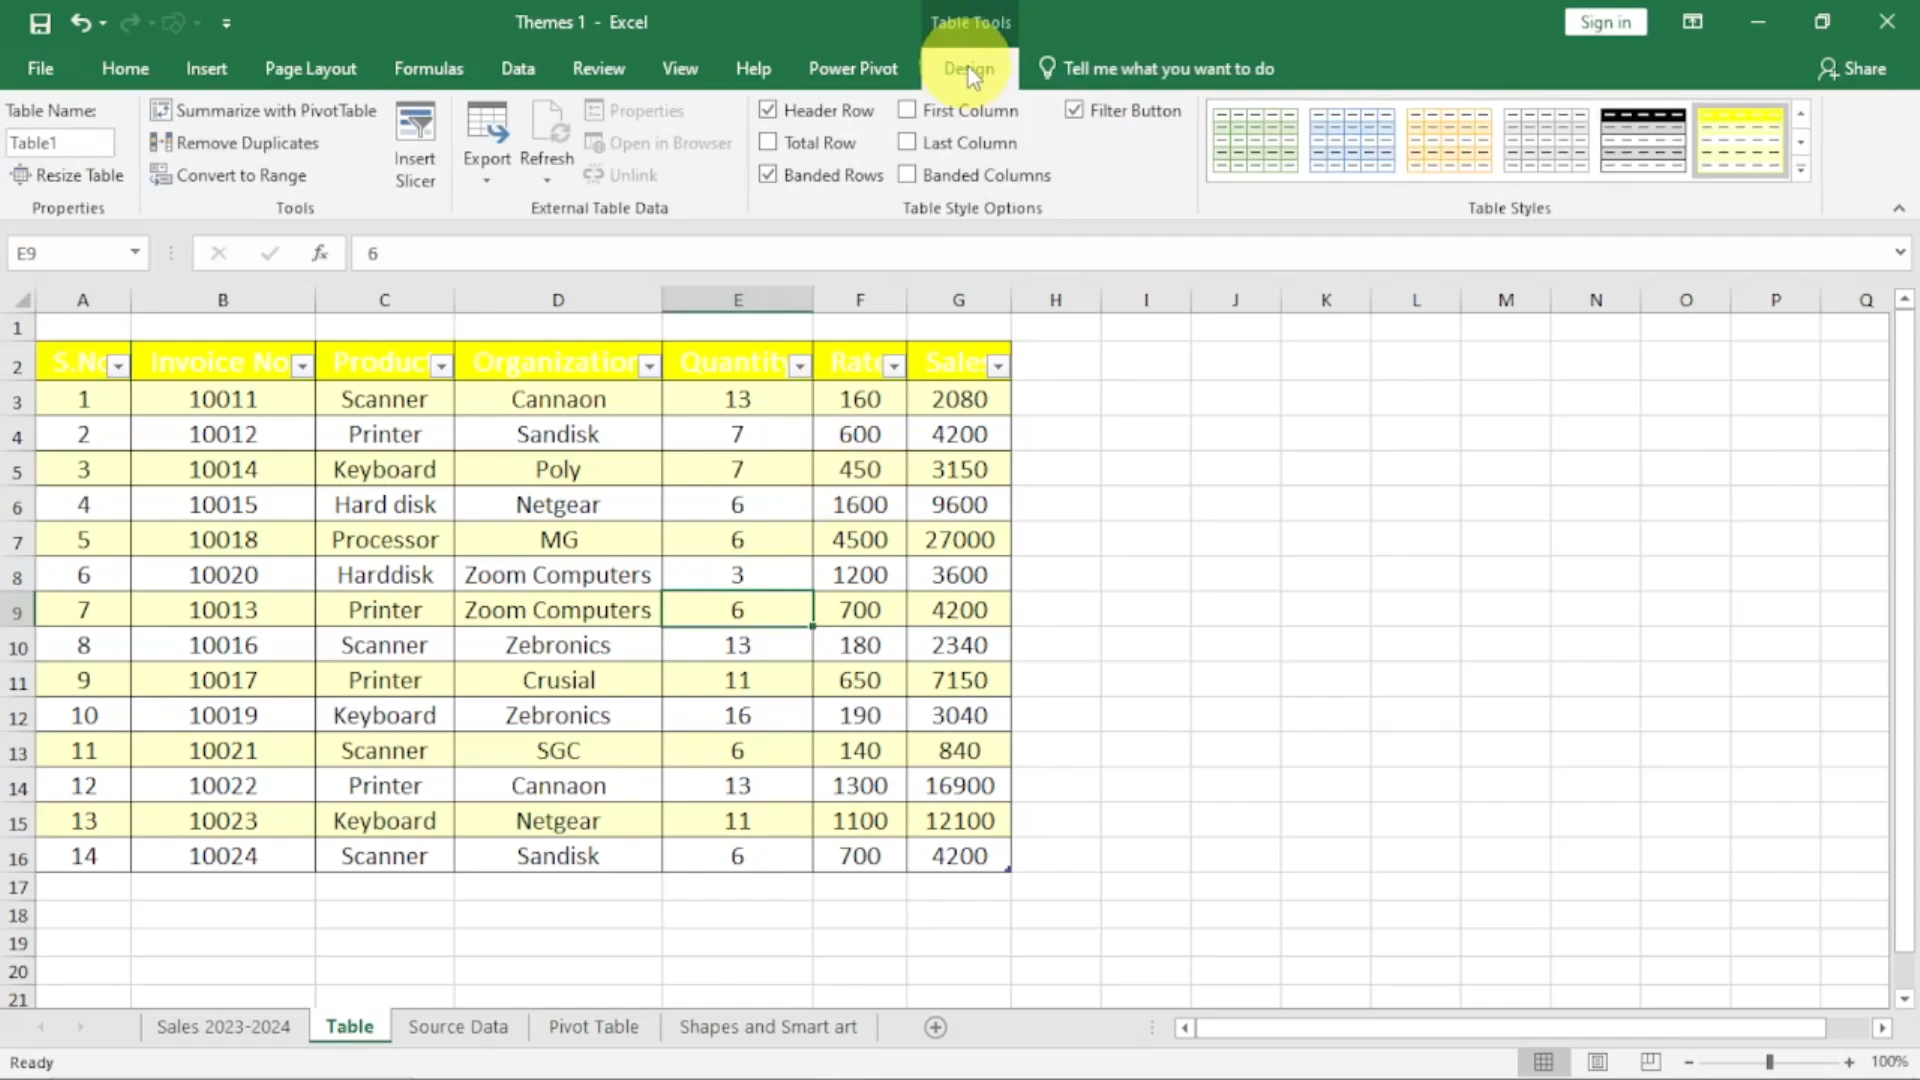 Themes 1 - Excel
Table Tools
Sign in
File Home Insert Page Layout Formulas Data Review View Help Power Pivot Design Tell me what you want to do Share
Table Name:
Table1
Resize Table
Properties
Summarize with PivotTable
Remove Duplicates
Convert to Range
Tools
Insert Slicer
Export
Refresh
Properties
Open in Browser
Unlink
External Table Data
Header Row
Total Row
Banded Rows
First Column
Last Column
Banded Columns
Filter Button
Table Style Options
Table Styles
E9 fx 6
A B C D E F G H I J K L M N O P Q
1
2 S.No Invoice No Product Organization Quantity Rate Sales
3 1 10011 Scanner Cannaon 13 160 2080
4 2 10012 Printer Sandisk 7 600 4200
5 3 10014 Keyboard Poly 7 450 3150
6 4 10015 Hard disk Netgear 6 1600 9600
7 5 10018 Processor MG 6 4500 27000
8 6 10020 Harddisk Zoom Computers 3 1200 3600
9 7 10013 Printer Zoom Computers 6 700 4200
10 8 10016 Scanner Zebronics 13 180 2340
11 9 10017 Printer Crusial 11 650 7150
12 10 10019 Keyboard Zebronics 16 190 3040
13 11 10021 Scanner SGC 6 140 840
14 12 10022 Printer Cannaon 13 1300 16900
15 13 10023 Keyboard Netgear 11 1100 12100
16 14 10024 Scanner Sandisk 6 700 4200
17
18
19
20
21
Sales 2023-2024 Table Source Data Pivot Table Shapes and Smart art
Ready 100%